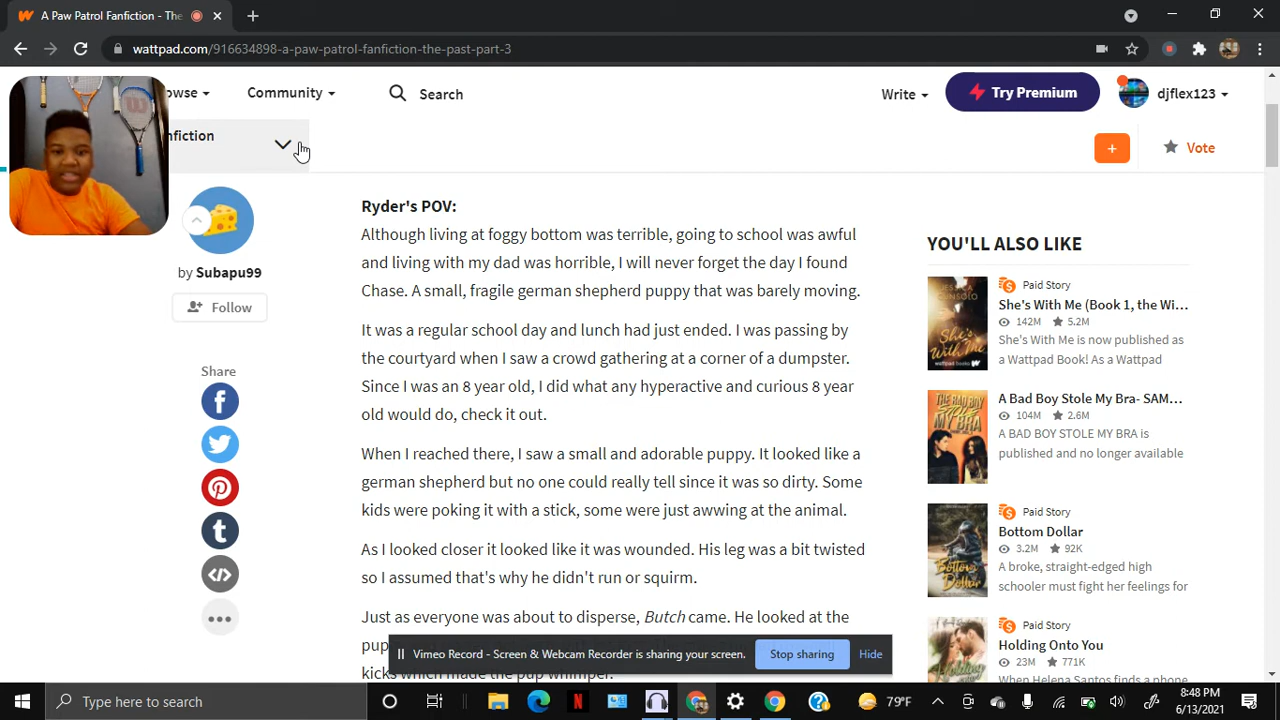 A Paw Patrol Fanfiction - The
wattpad.com/916634898-a-paw-patrol-fanfiction-the-past-part-3
owse
Community
Search
Write
Try Premium
djflex123
nfiction
+
Vote
by Subapu99
Follow
Share
Ryder's POV:
Although living at foggy bottom was terrible, going to school was awful
and living with my dad was horrible, I will never forget the day I found
Chase. A small, fragile german shepherd puppy that was barely moving.
It was a regular school day and lunch had just ended. I was passing by
the courtyard when I saw a crowd gathering at a corner of a dumpster.
Since I was an 8 year old, I did what any hyperactive and curious 8 year
old would do, check it out.
When I reached there, I saw a small and adorable puppy. It looked like a
german shepherd but no one could really tell since it was so dirty. Some
kids were poking it with a stick, some were just awwing at the animal.
As I looked closer it looked like it was wounded. His leg was a bit twisted
so I assumed that's why he didn't run or squirm.
Just as everyone was about to disperse, Butch came. He looked at the
pup
kicks which made the pup whimper.
YOU'LL ALSO LIKE
Paid Story
She's With Me (Book 1, the Wi...
142M 5.2M
She's With Me is now published as
a Wattpad Book! As a Wattpad
A Bad Boy Stole My Bra- SAM...
104M 2.6M
A BAD BOY STOLE MY BRA is
published and no longer available
Paid Story
Bottom Dollar
3.2M 92K
A broke, straight-edged high
schooler must fight her feelings for
Paid Story
Holding Onto You
23M 771K
When Helena Santos finds a phone
Vimeo Record - Screen & Webcam Recorder is sharing your screen.
Stop sharing
Hide
Type here to search
79°F
8:48 PM
6/13/2021